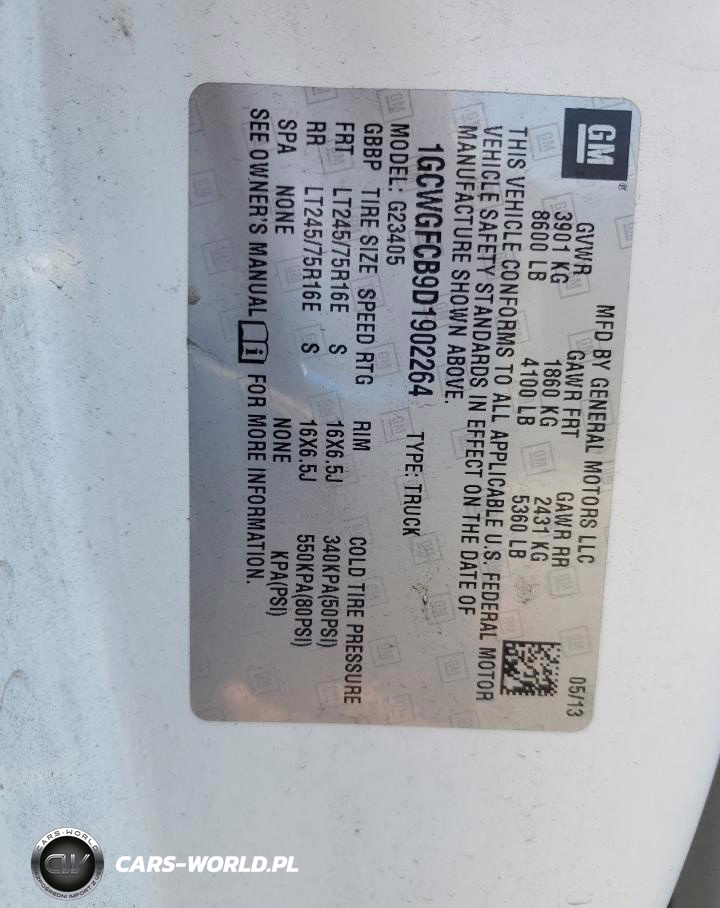 GM
®
MFD BY GENERAL MOTORS LLC
05/13
GVWR GAWR FRT GAWR RR
3901 KG 1860 KG 2431 KG
8600 LB 4100 LB 5360 LB
THIS VEHICLE CONFORMS TO ALL APPLICABLE U.S. FEDERAL MOTOR
VEHICLE SAFETY STANDARDS IN EFFECT ON THE DATE OF
MANUFACTURE SHOWN ABOVE.
1GCWGFCB9D1902264 TYPE: TRUCK
MODEL: G23405
GBBP TIRE SIZE SPEED RTG RIM COLD TIRE PRESSURE
FRT LT245/75R16E S 16X6.5J 340KPA(50PSI)
RR LT245/75R16E S 16X6.5J 550KPA(80PSI)
SPA NONE NONE KPA(PSI)
SEE OWNER'S MANUAL i FOR MORE INFORMATION.
CARS-WORLD
CW
CARS-WORLD.PL